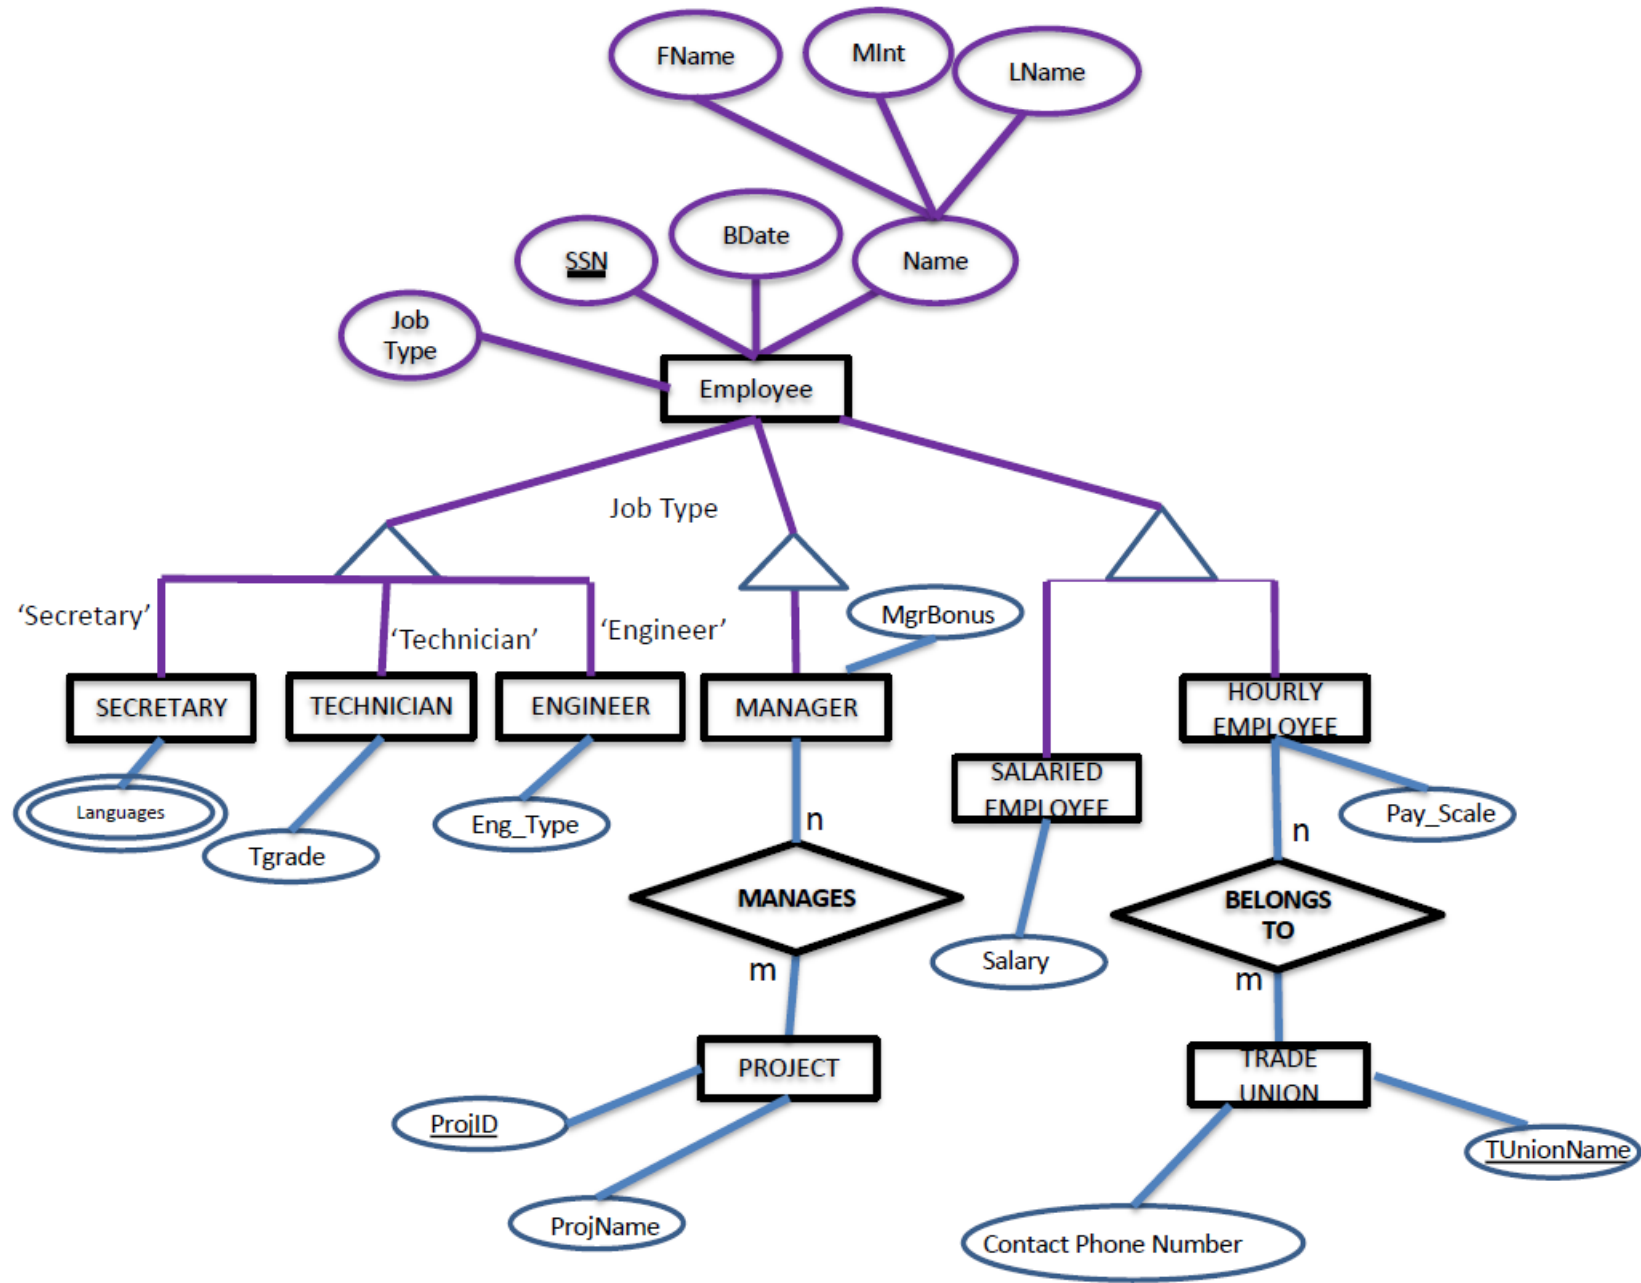 FName
MInt
LName
SSN
BDate
Name
Job
Type
Employee
Job Type
'Secretary'
'Technician'
'Engineer'
MgrBonus
SECRETARY
TECHNICIAN
ENGINEER
MANAGER
HOURLY
EMPLOYEE
SALARIED
EMPLOYEE
Languages
Tgrade
Eng_Type
Pay_Scale
n
n
MANAGES
BELONGS
TO
Salary
m
m
PROJECT
TRADE
UNION
ProjID
TUnionName
ProjName
Contact Phone Number